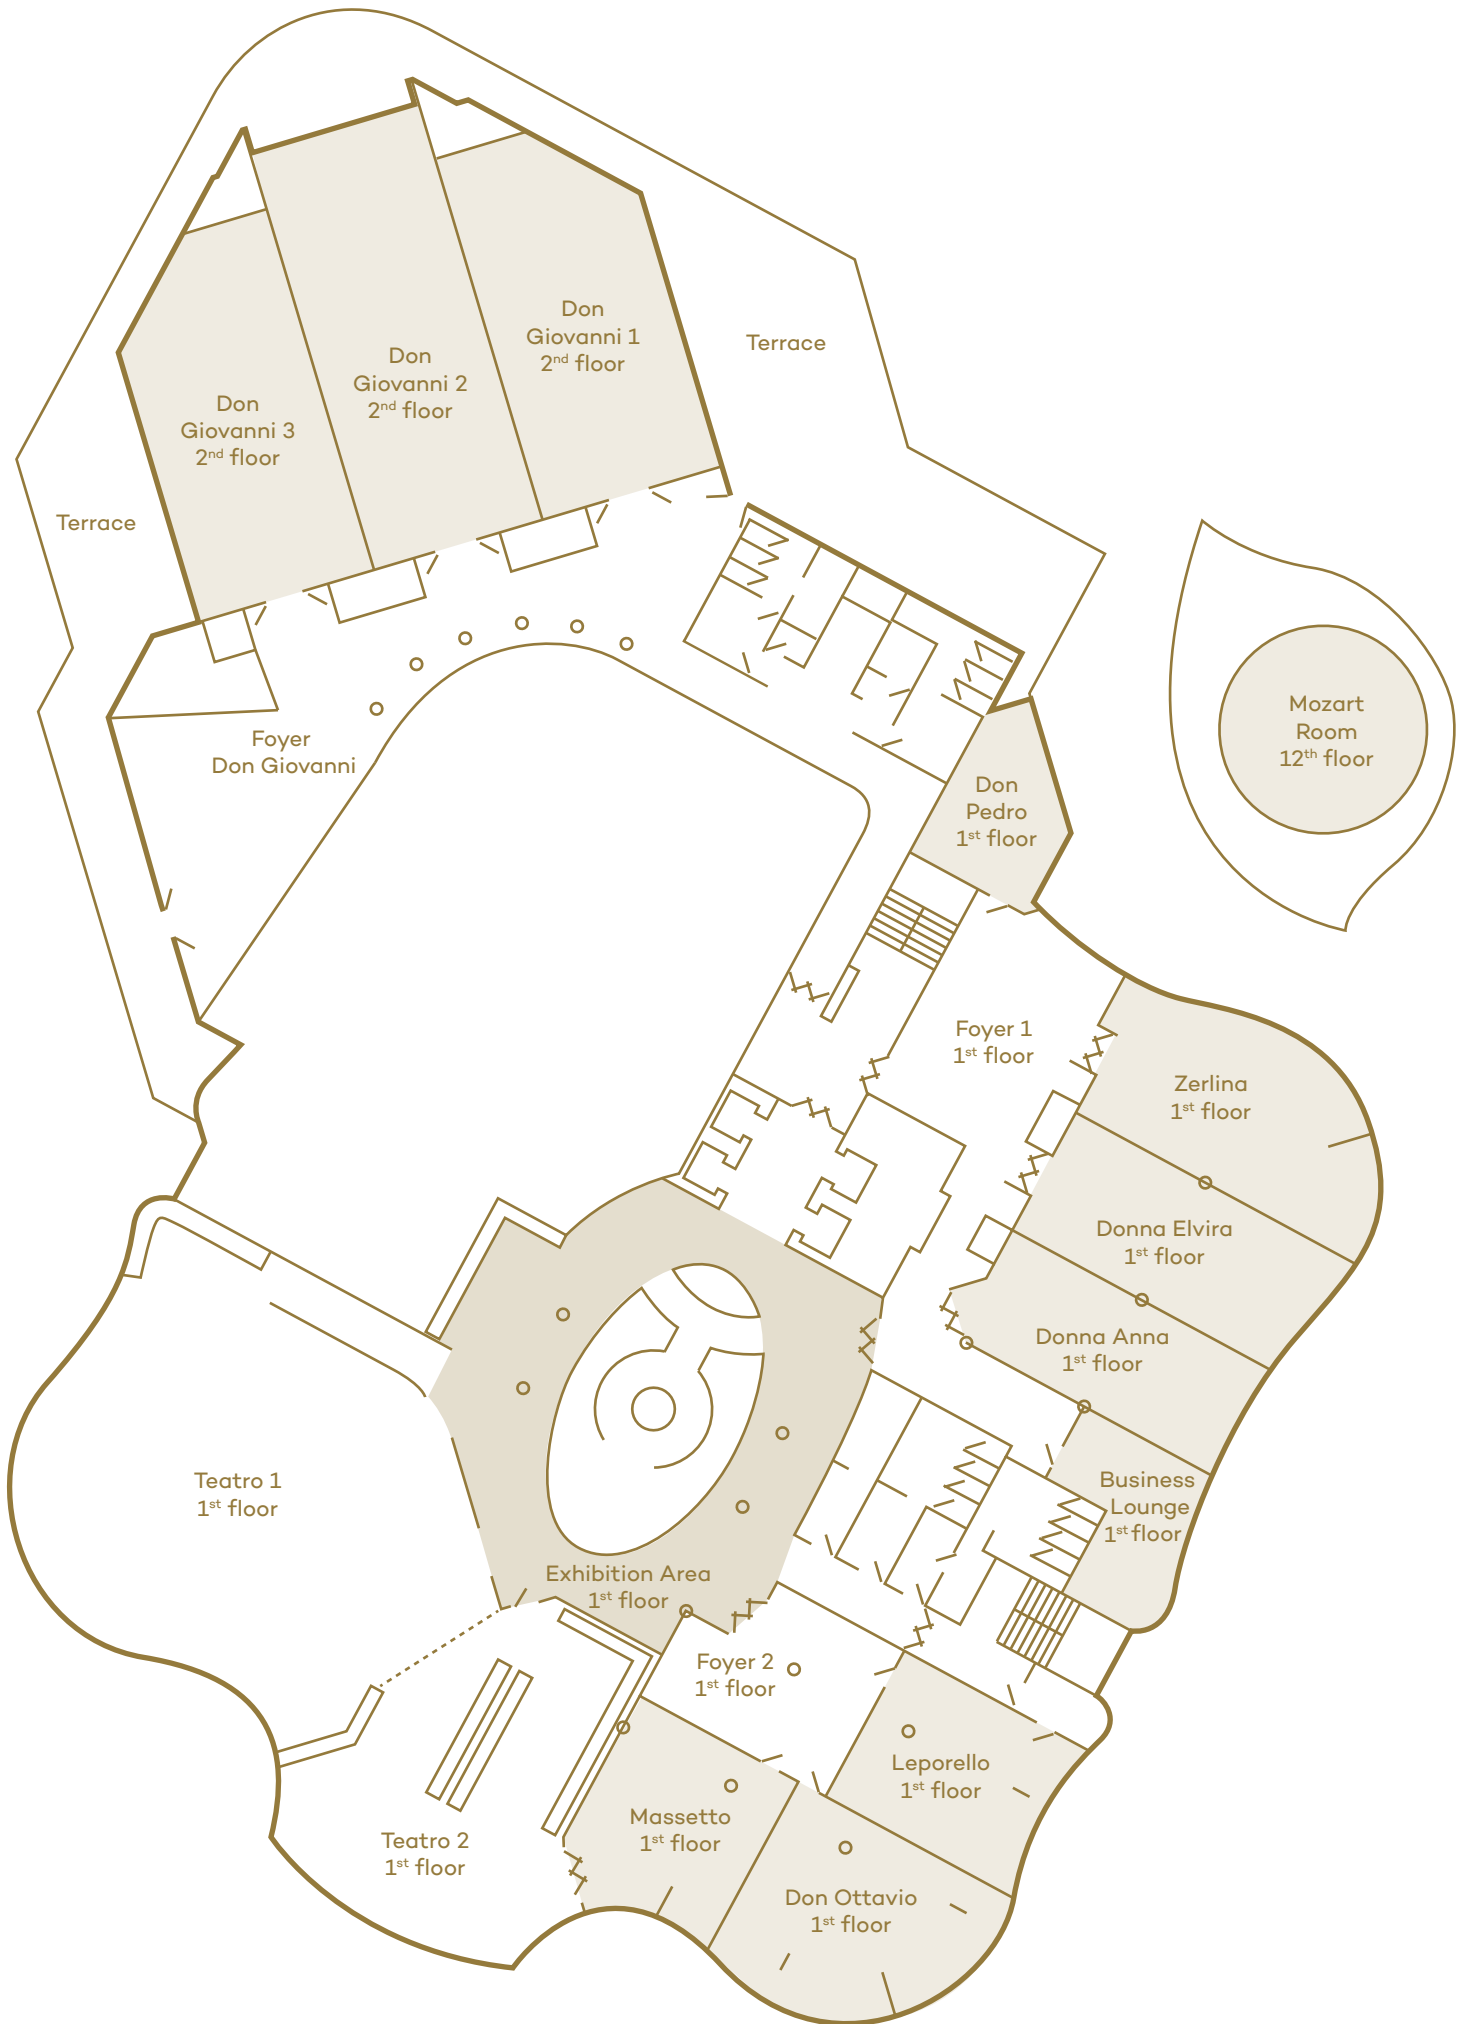 Don
Giovanni 1
2nd floor
Terrace
Don
Giovanni 2
2nd floor
Don
Giovanni 3
2nd floor
Terrace
Foyer
Don Giovanni
Mozart
Room
12th floor
Don
Pedro
1st floor
Foyer 1
1st floor
Zerlina
1st floor
Donna Elvira
1st floor
Donna Anna
1st floor
Teatro 1
1st floor
Business
Lounge
1st floor
Exhibition Area
1st floor
Foyer 2
1st floor
Leporello
1st floor
Massetto
1st floor
Teatro 2
1st floor
Don Ottavio
1st floor